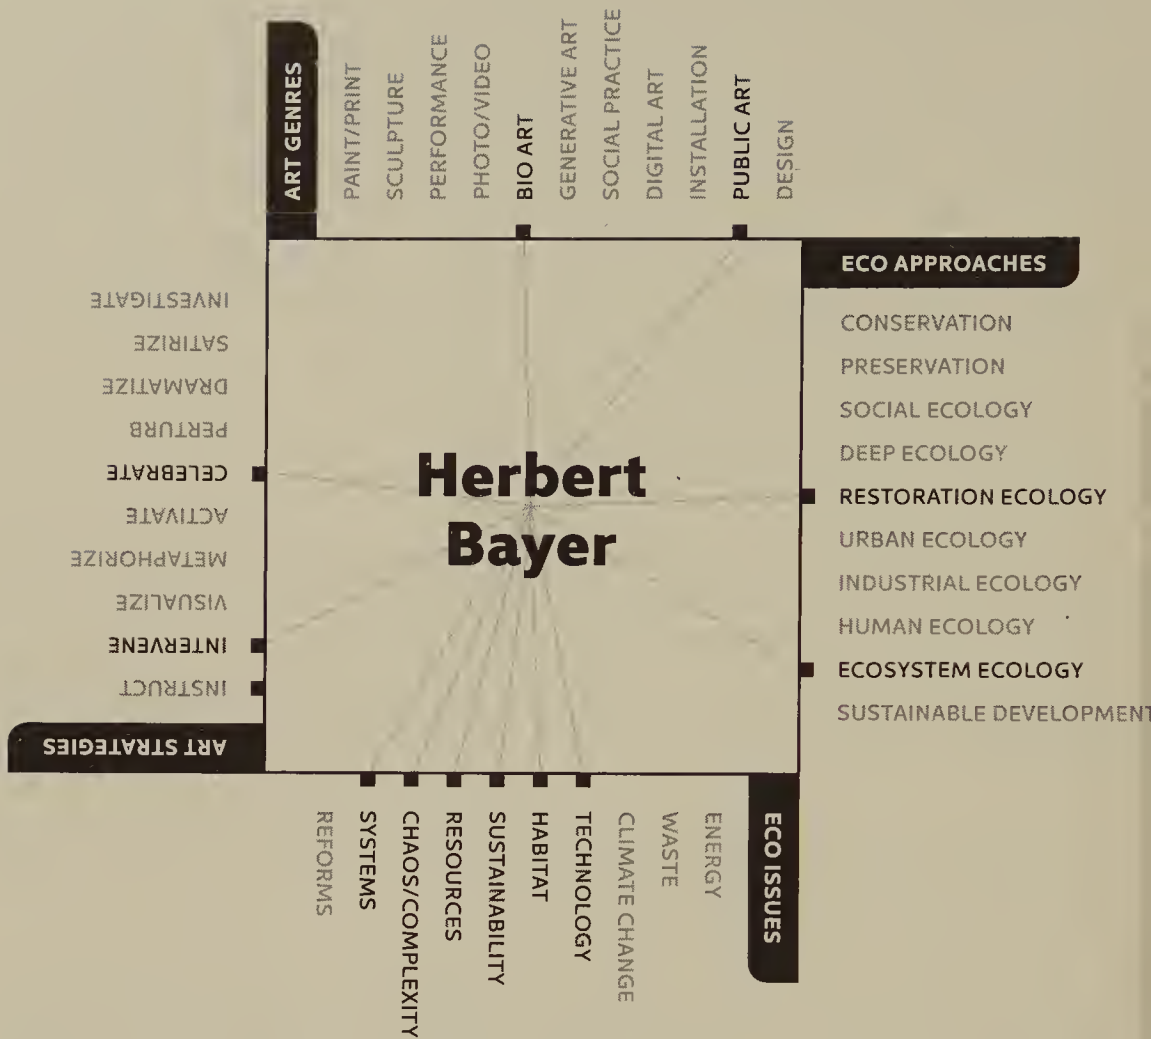 ART GENRES
PAINT/PRINT
SCULPTURE
PERFORMANCE
PHOTO/VIDEO
BIO ART
GENERATIVE ART
SOCIAL PRACTICE
DIGITAL ART
INSTALLATION
PUBLIC ART
DESIGN
ECO APPROACHES
CONSERVATION
PRESERVATION
SOCIAL ECOLOGY
DEEP ECOLOGY
RESTORATION ECOLOGY
URBAN ECOLOGY
INDUSTRIAL ECOLOGY
HUMAN ECOLOGY
ECOSYSTEM ECOLOGY
SUSTAINABLE DEVELOPMENT
ECO ISSUES
ENERGY
WASTE
CLIMATE CHANGE
TECHNOLOGY
HABITAT
SUSTAINABILITY
RESOURCES
CHAOS/COMPLEXITY
SYSTEMS
REFORMS
ART STRATEGIES
INSTRUCT
INTERVENE
VISUALIZE
METAPHORIZE
ACTIVATE
CELEBRATE
PERTURB
DRAMATIZE
SATIRIZE
INVESTIGATE
Herbert
Bayer